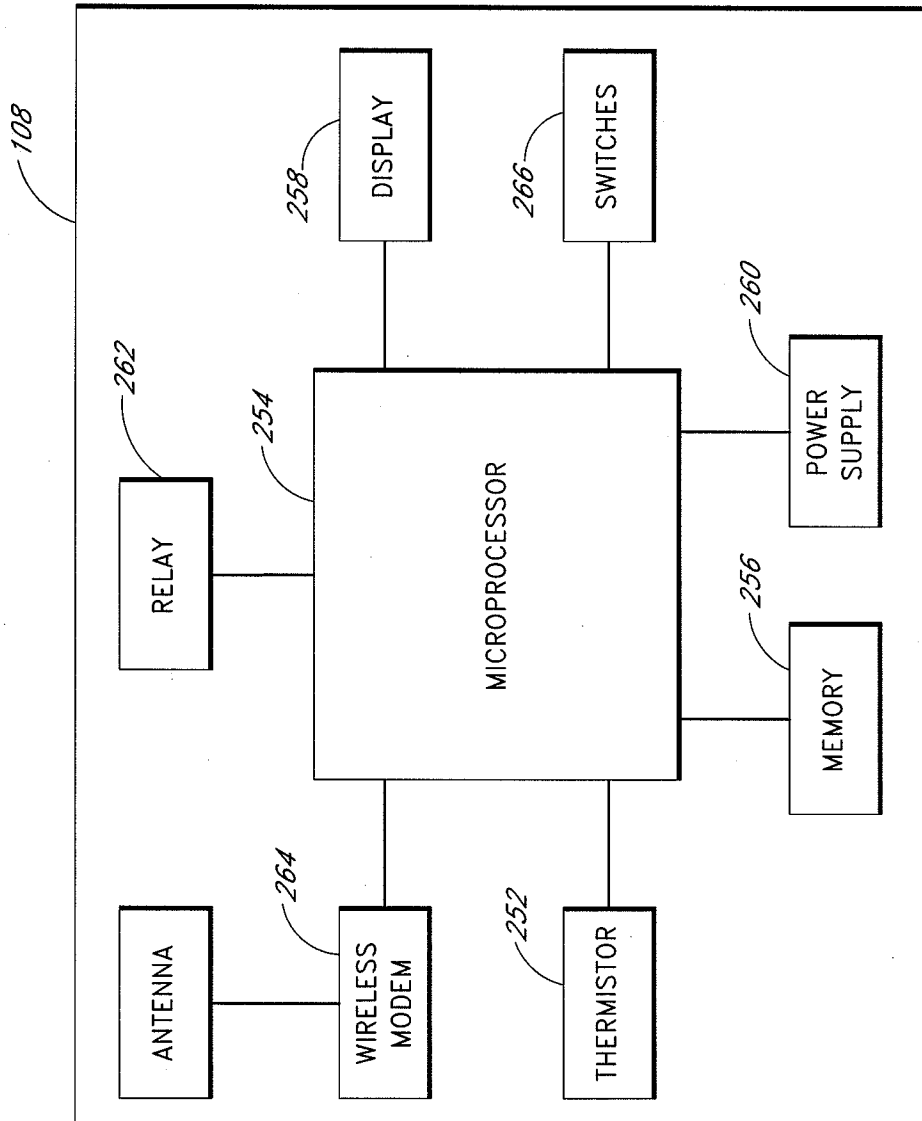 108
ANTENNA
RELAY
262
WIRELESS
MODEM
264
254
DISPLAY
258
MICROPROCESSOR
THERMISTOR
252
SWITCHES
266
MEMORY
256
POWER
SUPPLY
260